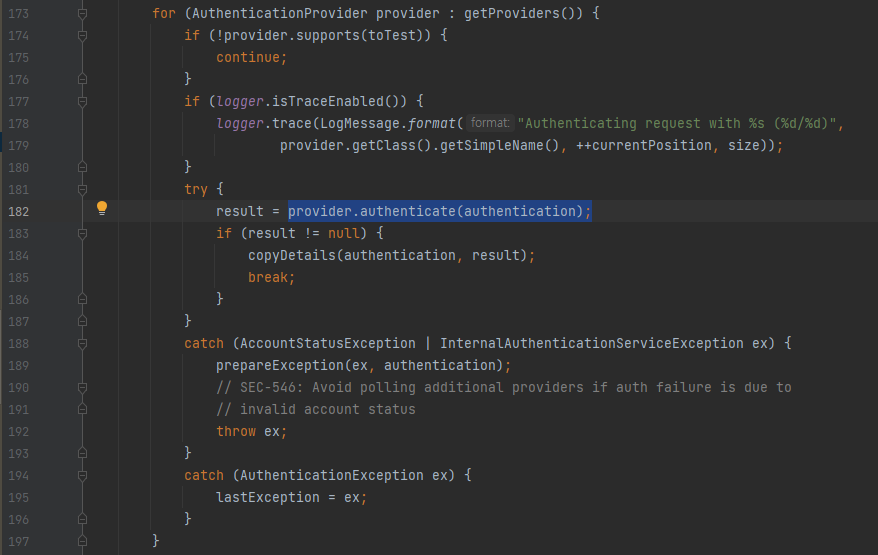 173 for (AuthenticationProvider provider : getProviders()) {
174 if (!provider.supports(toTest)) {
175 continue;
176 }
177 if (logger.isTraceEnabled()) {
178 logger.trace(LogMessage.format( format: "Authenticating request with %s (%d/%d)",
179 provider.getClass().getSimpleName(), ++currentPosition, size));
180 }
181 try {
182 result = provider.authenticate(authentication);
183 if (result != null) {
184 copyDetails(authentication, result);
185 break;
186 }
187 }
188 catch (AccountStatusException | InternalAuthenticationServiceException ex) {
189 prepareException(ex, authentication);
190 // SEC-546: Avoid polling additional providers if auth failure is due to
191 // invalid account status
192 throw ex;
193 }
194 catch (AuthenticationException ex) {
195 lastException = ex;
196 }
197 }